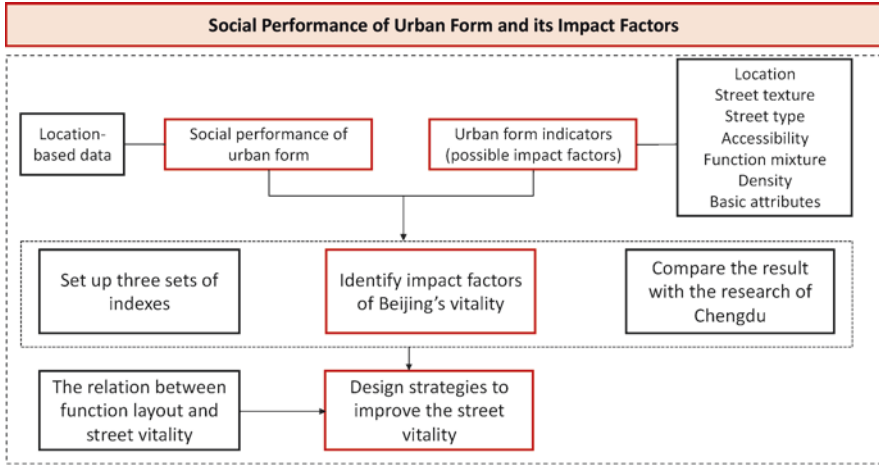 Social Performance of Urban Form and its Impact Factors
Location-
based data
Social performance of
urban form
Urban form indicators
(possible impact factors)
Location
Street texture
Street type
Accessibility
Function mixture
Density
Basic attributes
Set up three sets of
indexes
Identify impact factors
of Beijing's vitality
Compare the result
with the research of
Chengdu
The relation between
function layout and
street vitality
Design strategies to
improve the street
vitality